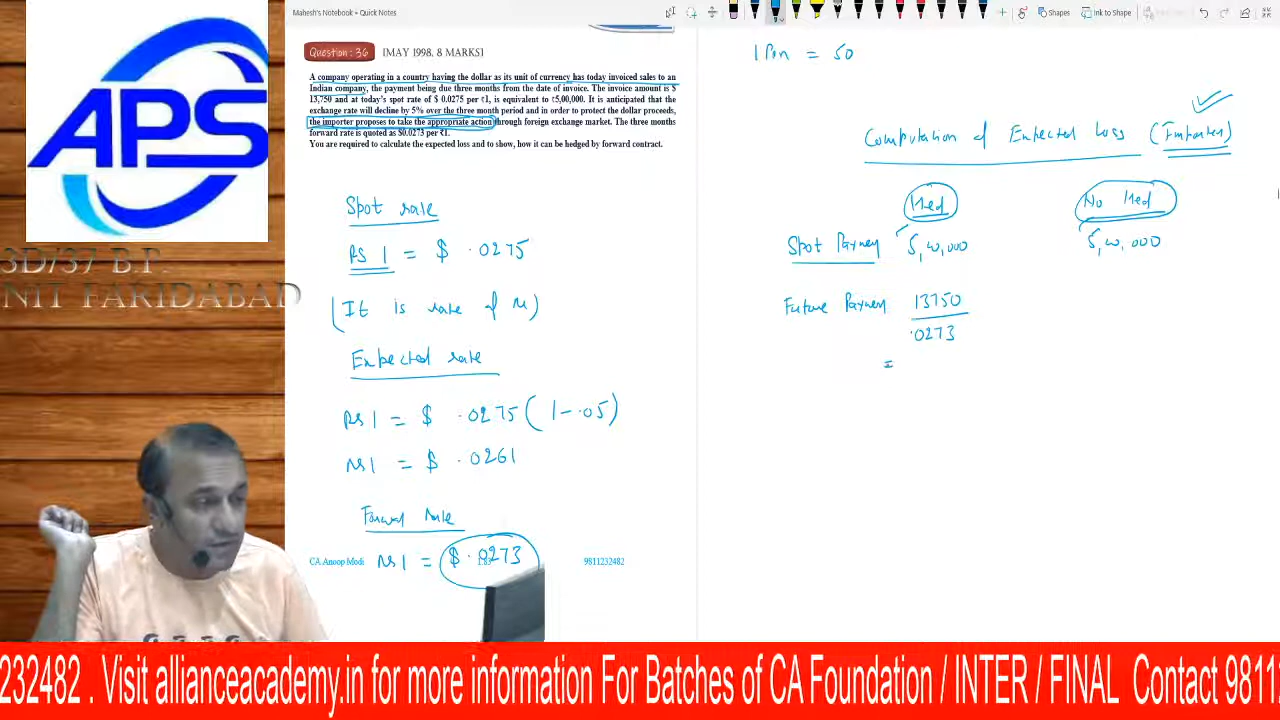 Mahesh's Notebook » Quick Notes
Shapes
Ink to Shape
APS
3D/37 B.P.
NIT FARIDABAD
Question : 36
[MAY 1998, 8 MARKS]
A company operating in a country having the dollar as its unit of currency has today invoiced sales to an
Indian company, the payment being due three months from the date of invoice. The invoice amount is $
13,750 and at today's spot rate of $ 0.0275 per ₹1, is equivalent to ₹5,00,000. It is anticipated that the
exchange rate will decline by 5% over the three month period and in order to protect the dollar proceeds,
the importer proposes to take the appropriate action through foreign exchange market. The three months
forward rate is quoted as $0.0273 per ₹1.
You are required to calculate the expected loss and to show, how it can be hedged by forward contract.
Spot rate
RS 1 = $ .0275
(It is rate of
Expected rate
RS 1 = $ .0275 (1-.05)
RS 1 = $ .0261
Forward rate
RS 1 = $ .0273
CA Anoop Modi
1.83
9811232482
= 50
Computation of Expected Loss (Importer)
Hed
No Hed
Spot Paymen 5,00,000 5,00,000
Future Paymen 13750
.0273
=
232482 . Visit allianceacademy.in for more information For Batches of CA Foundation / INTER / FINAL Contact 9811